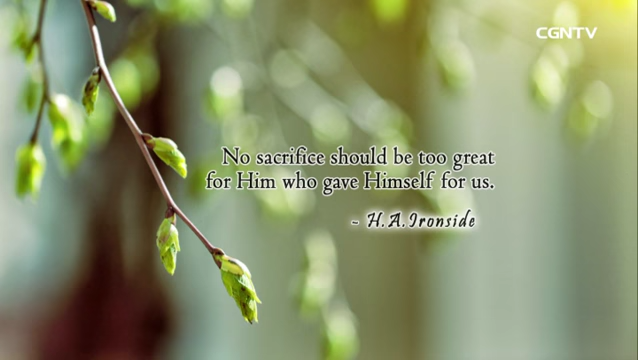 CGNTV
No sacrifice should be too great
for Him who gave Himself for us.
- H.A.Ironside